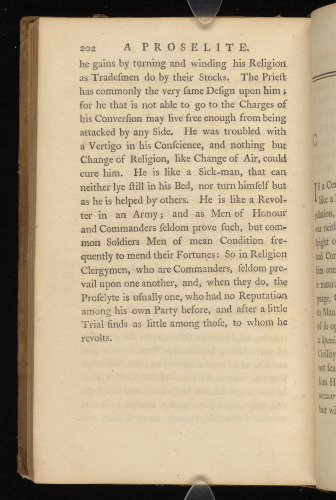 202 A PROSELITE.
he gains by turning and winding his Religion
as Tradeſmen do by their Stocks. The Prieſt
has commonly the very ſame Deſign upon him;
for he that is not able to go to the Charges of
his Converſion may live free enough from being
attacked by any Side. He was troubled with
a Vertigo in his Conſcience, and nothing but
Change of Religion, like Change of Air, could
cure him. He is like a Sick-man, that can
neither lye ſtill in his Bed, nor turn himſelf but
as he is helped by others. He is like a Revol-
ter in an Army; and as Men of Honour
and Commanders ſeldom prove ſuch, but com-
mon Soldiers Men of mean Condition fre-
quently to mend their Fortunes: So in Religion
Clergymen, who are Commanders, ſeldom pre-
vail upon one another, and, when they do, the
Proſelyte is uſually one, who had no Reputation
among his own Party before, and after a little
Trial finds as little among thoſe, to whom he
revolts.